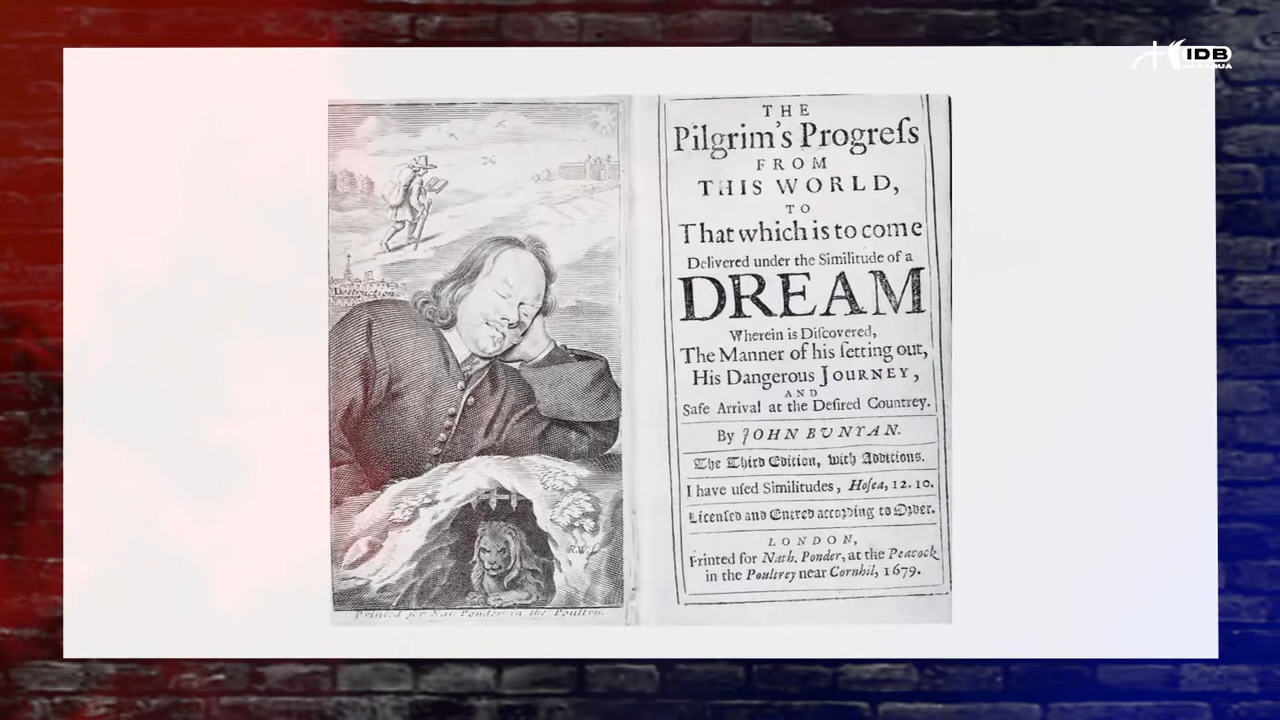 IDB
Destruction
R.W.
Printed for Nat. Ponder in the Poultry.
THE
Pilgrim's Progreſs
FROM
THIS WORLD,
TO
That which is to come
Delivered under the Similitude of a
DREAM
Wherein is Diſcovered,
The Manner of his ſetting out,
His Dangerous JOURNEY,
AND
Safe Arrival at the Deſired Countrey.
By JOHN BUNYAN.
The Third Edition, with Additions.
I have uſed Similitudes, Hoſea, 12. 10.
Licenſed and Entred according to Order.
LONDON,
Printed for Nath. Ponder, at the Peacock
in the Poultrey near Cornhil, 1679.